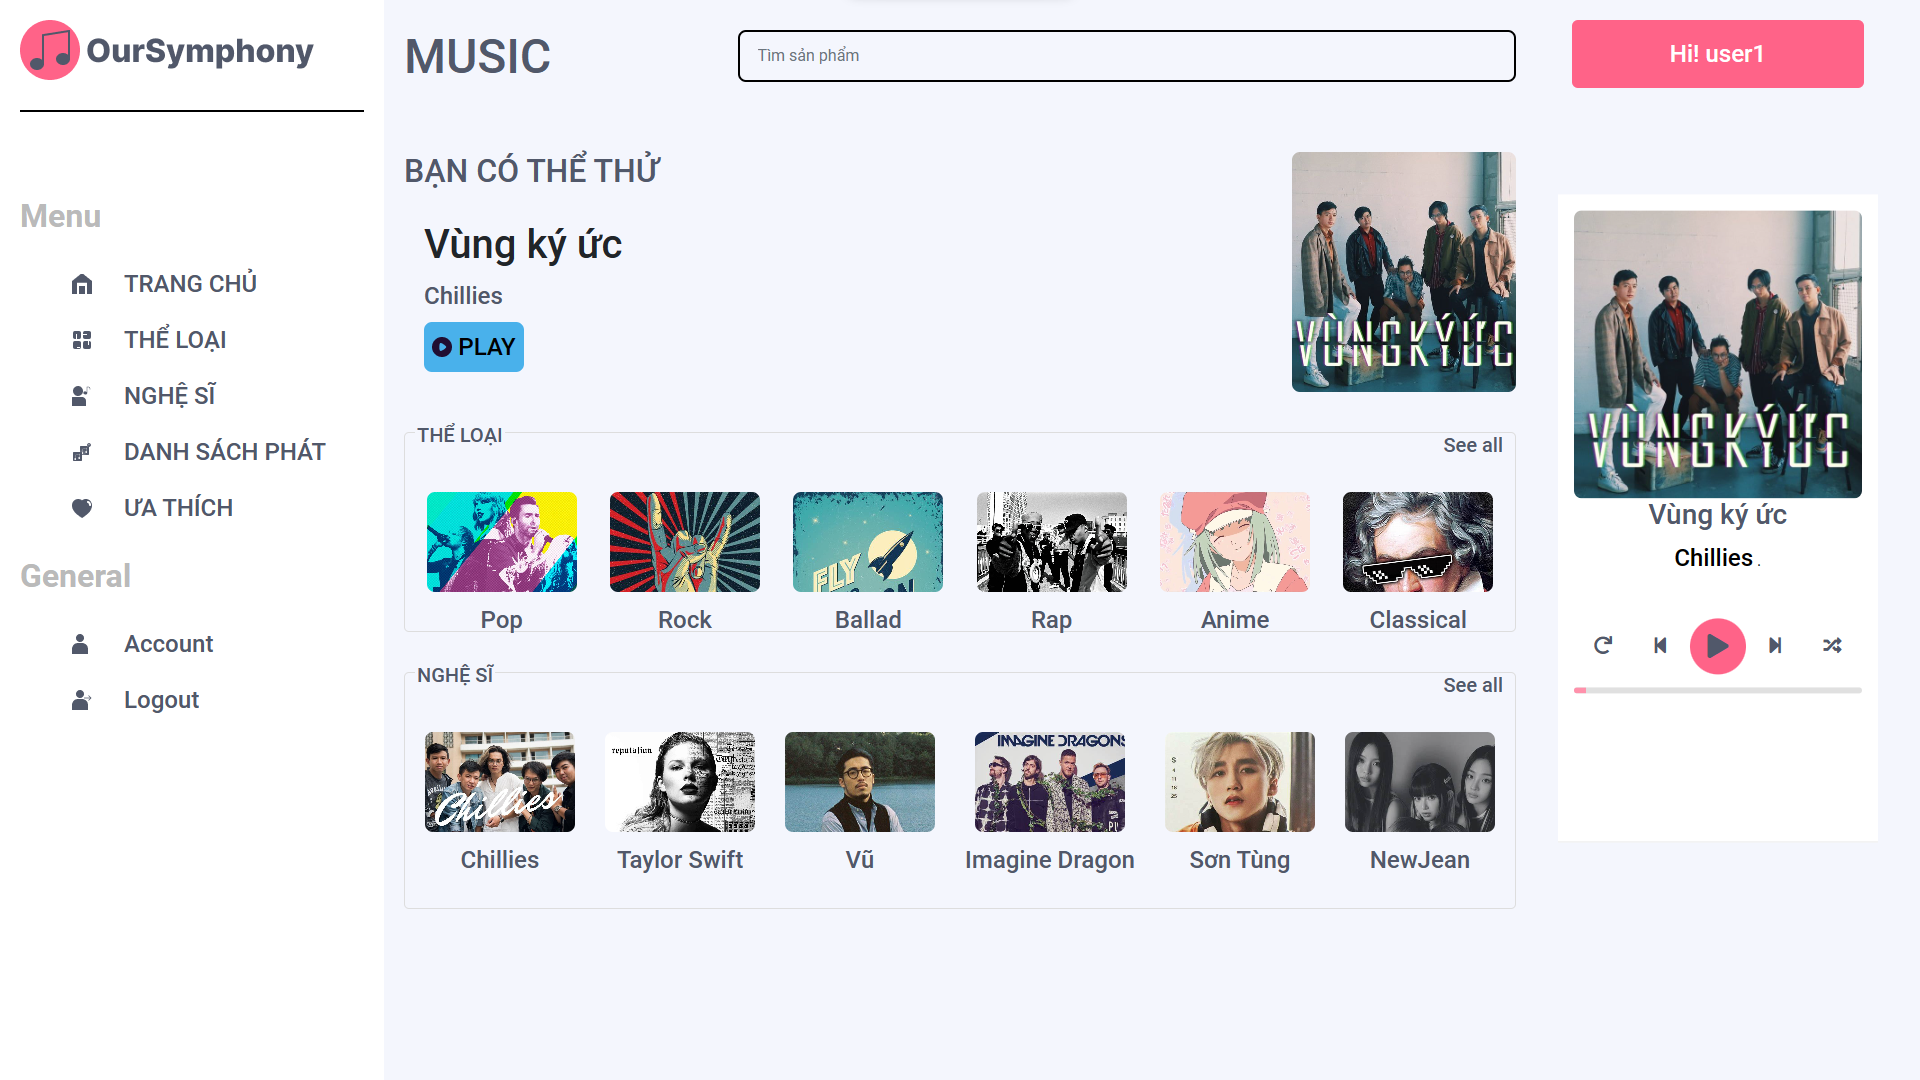 OurSymphony
MUSIC
Tìm sản phẩm
Hi! user1
Menu
TRANG CHỦ
THỂ LOẠI
NGHỆ SĨ
DANH SÁCH PHÁT
ƯA THÍCH
General
Account
Logout
BẠN CÓ THỂ THỬ
Vùng ký ức
Chillies
PLAY
VÙNG KÝ ỨC
THỂ LOẠI
See all
FLY
Pop
Rock
Ballad
Rap
Anime
Classical
NGHỆ SĨ
See all
Chillies
reputation
IMAGINE DRAGONS
Chillies
Taylor Swift
Vũ
Imagine Dragon
Sơn Tùng
NewJean
VÙNG KÝ ỨC
Vùng ký ức
Chillies .